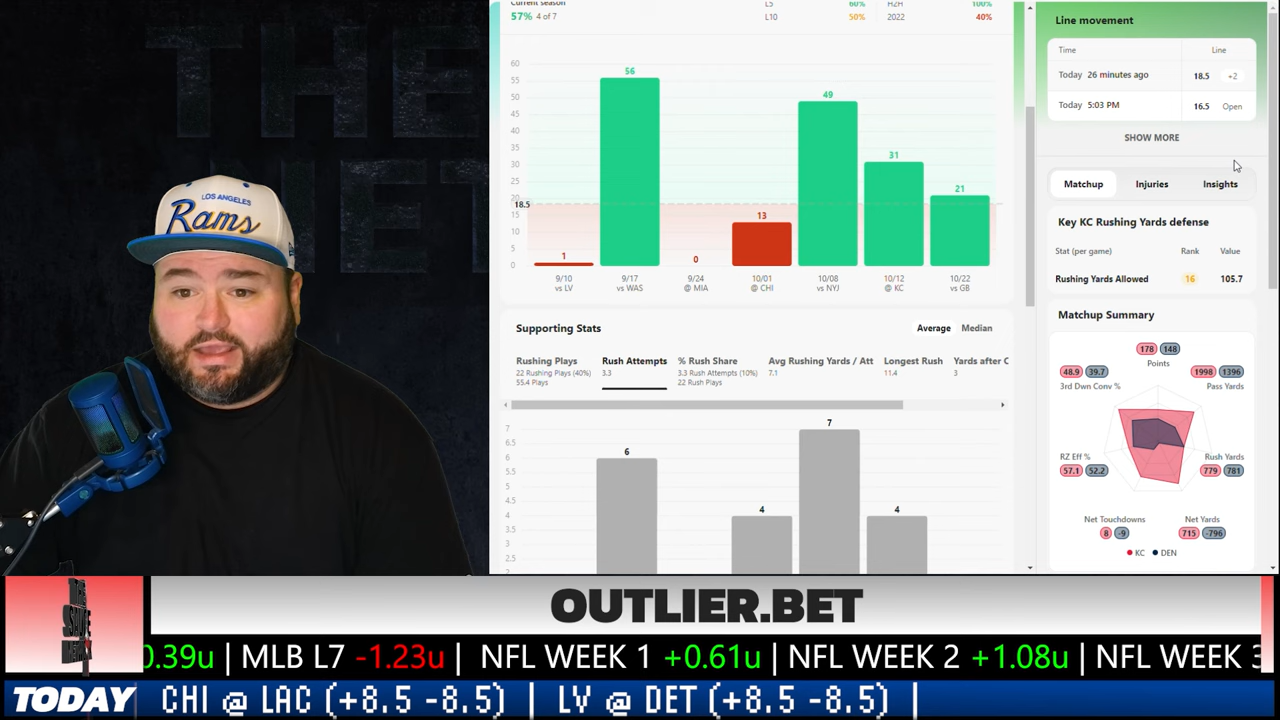 LOS ANGELES
Rams
Current season
57% 4 of 7
L5 60%
H2H 100%
L10 50%
2022 40%
60
55
50
45
40
35
30
25
20
18.5
15
10
5
0
1
56
0
13
49
31
21
9/10 vs LV
9/17 vs WAS
9/24 @ MIA
10/01 @ CHI
10/08 vs NYJ
10/12 @ KC
10/22 vs GB
Supporting Stats
Average Median
Rushing Plays
22 Rushing Plays (40%)
55.4 Plays
Rush Attempts
3.3
% Rush Share
3.3 Rush Attempts (10%)
22 Rush Plays
Avg Rushing Yards / Att
7.1
Longest Rush
11.4
Yards after C
3
7
6.5
6
5.5
5
4.5
4
3.5
3
2.5
2
6
4
7
4
Line movement
Time Line
Today 26 minutes ago 18.5 +2
Today 5:03 PM 16.5 Open
SHOW MORE
Matchup Injuries Insights
Key KC Rushing Yards defense
Stat (per game) Rank Value
Rushing Yards Allowed 16 105.7
Matchup Summary
178 148
Points
48.9 39.7
3rd Dwn Conv %
1998 1396
Pass Yards
RZ Eff %
57.1 52.2
Rush Yards
779 781
Net Touchdowns
8 -9
Net Yards
715 -796
KC DEN
THE
OUTLIER.BET
0.39u | MLB L7 -1.23u | NFL WEEK 1 +0.61u | NFL WEEK 2 +1.08u | NFL WEEK 3
TODAY CHI @ LAC (+8.5 -8.5) | LV @ DET (+8.5 -8.5) |